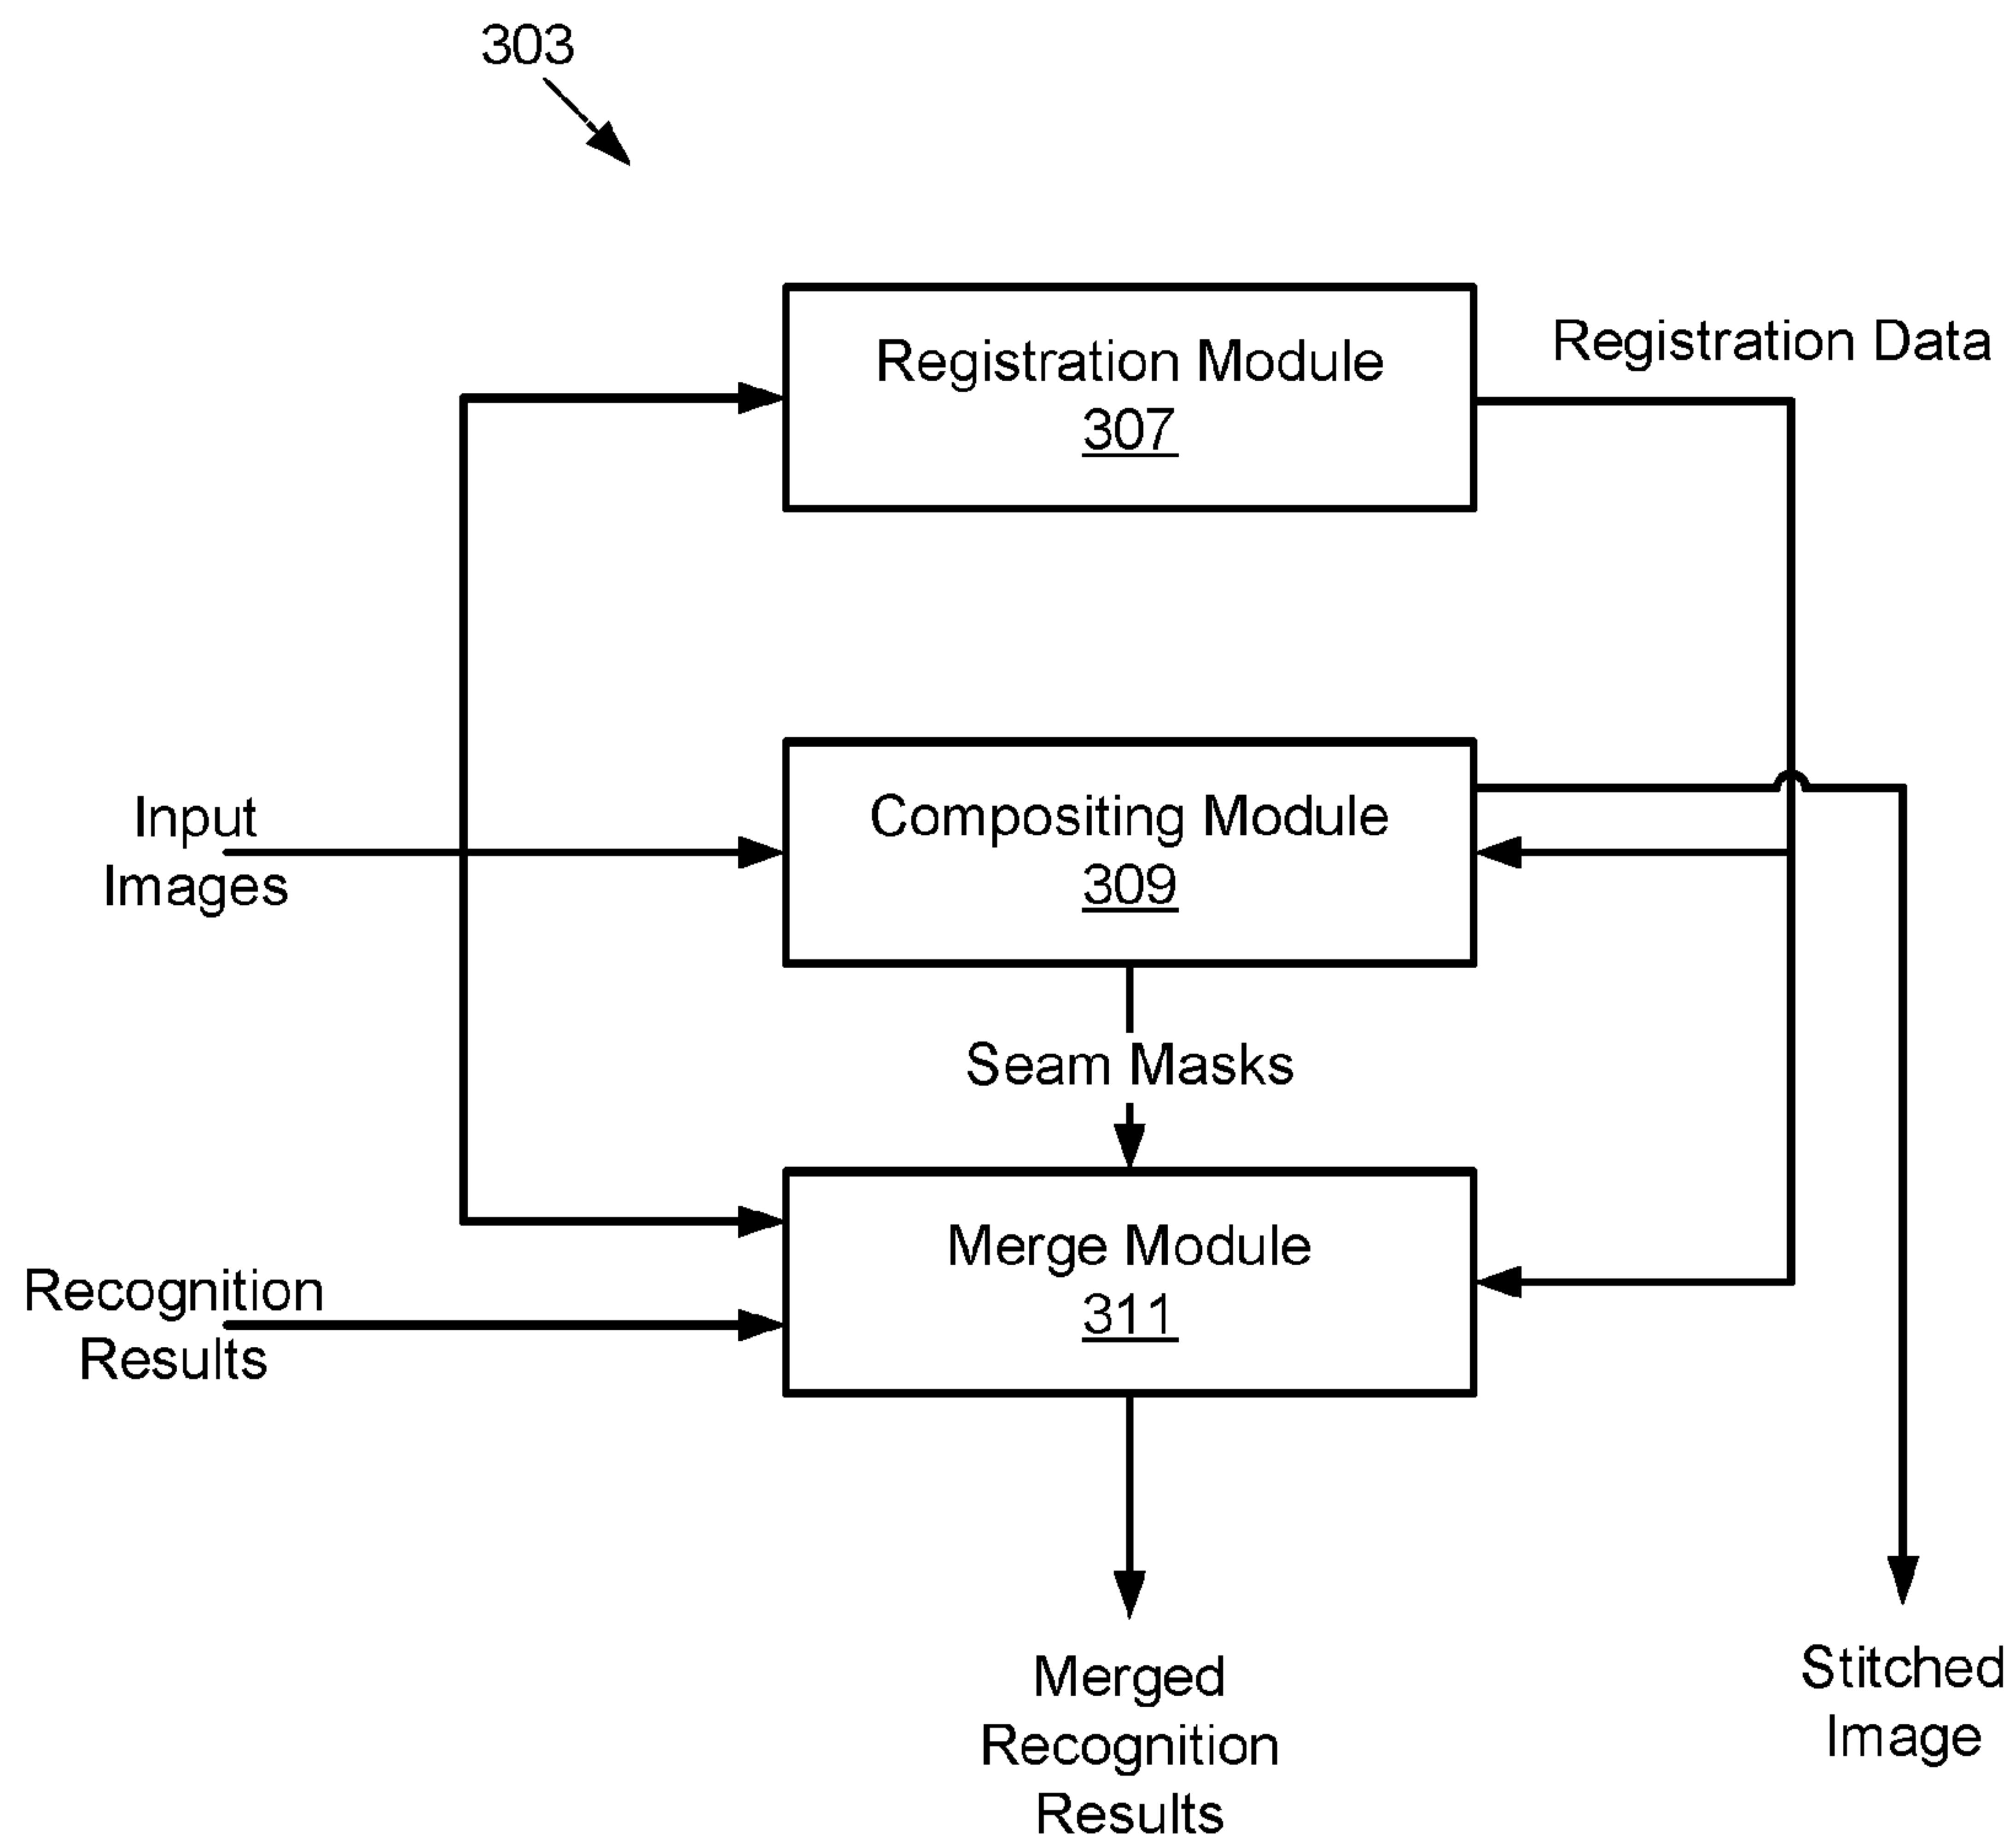 303
Registration Module
307
Registration Data
Compositing Module
309
Input
Images
Seam Masks
Merge Module
311
Recognition
Results
Merged
Recognition
Results
Stitched
Image